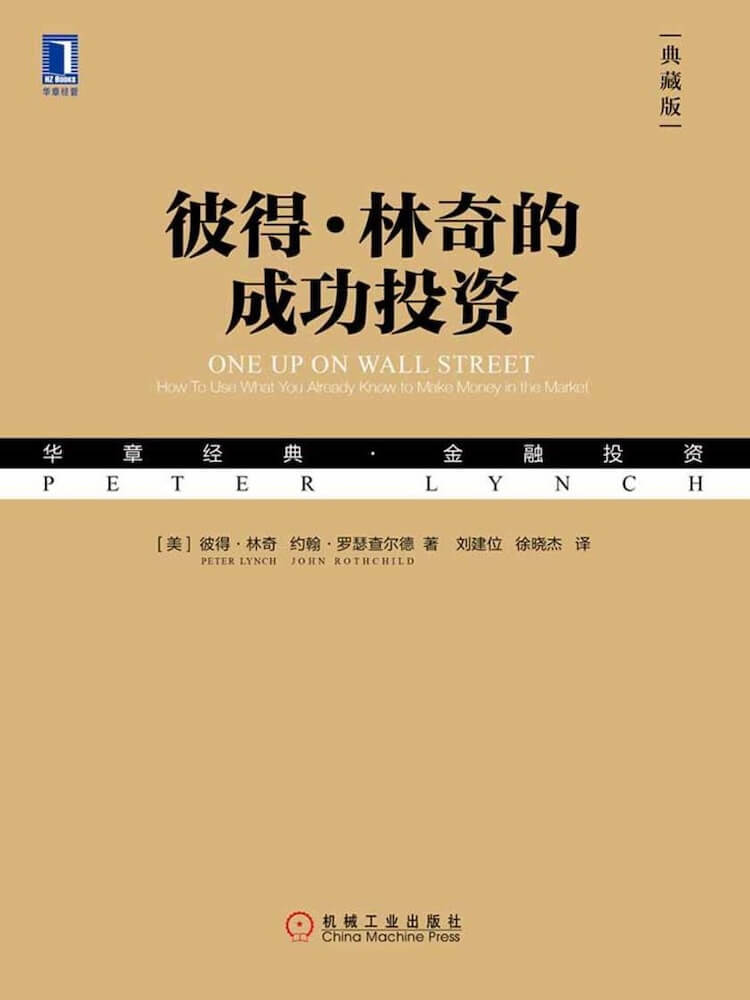 HZ Books
华章经管
典藏版
彼得·林奇的
成功投资
ONE UP ON WALL STREET
How To Use What You Already Know to Make Money in the Market
华章经典·金融投资
PETER LYNCH
[美] 彼得·林奇 约翰·罗瑟查尔德 著 刘建位 徐晓杰 译
PETER LYNCH JOHN ROTHCHILD
机械工业出版社
China Machine Press